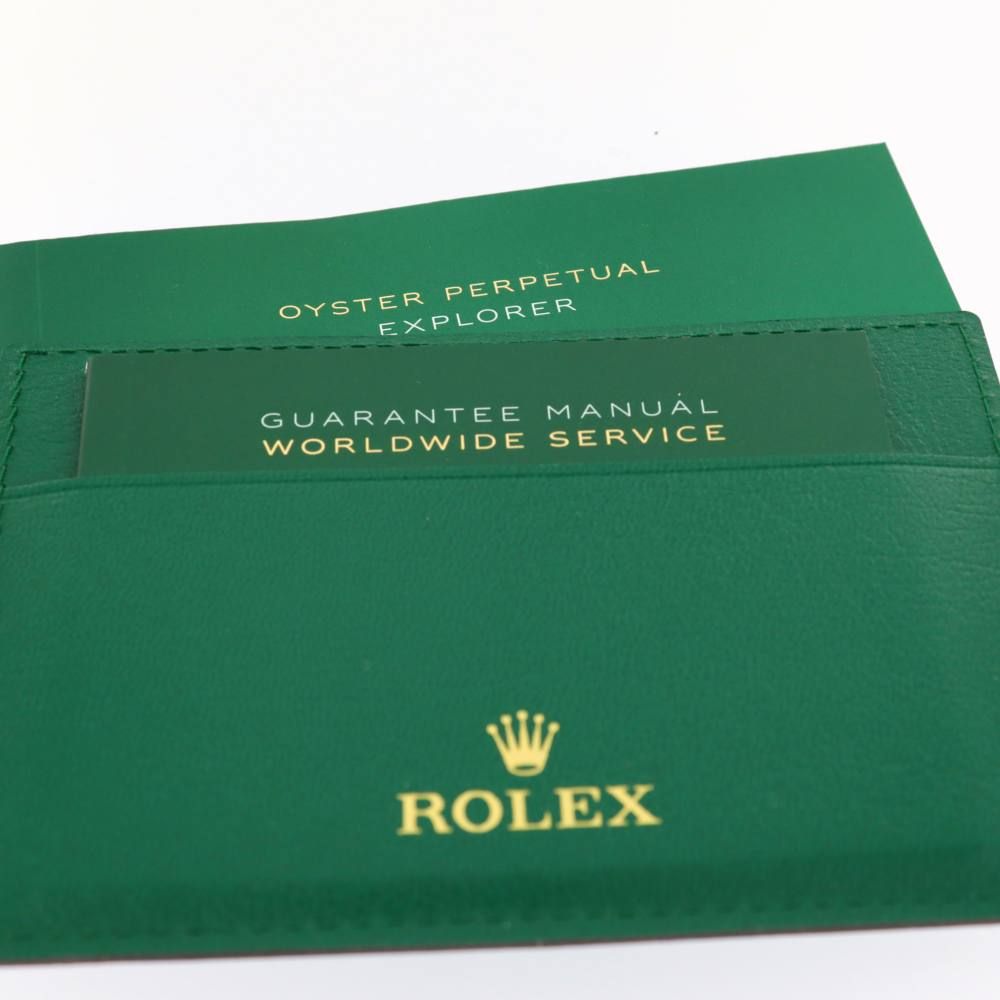 OYSTER PERPETUAL
EXPLORER
GUARANTEE MANUAL
WORLDWIDE SERVICE
ROLEX